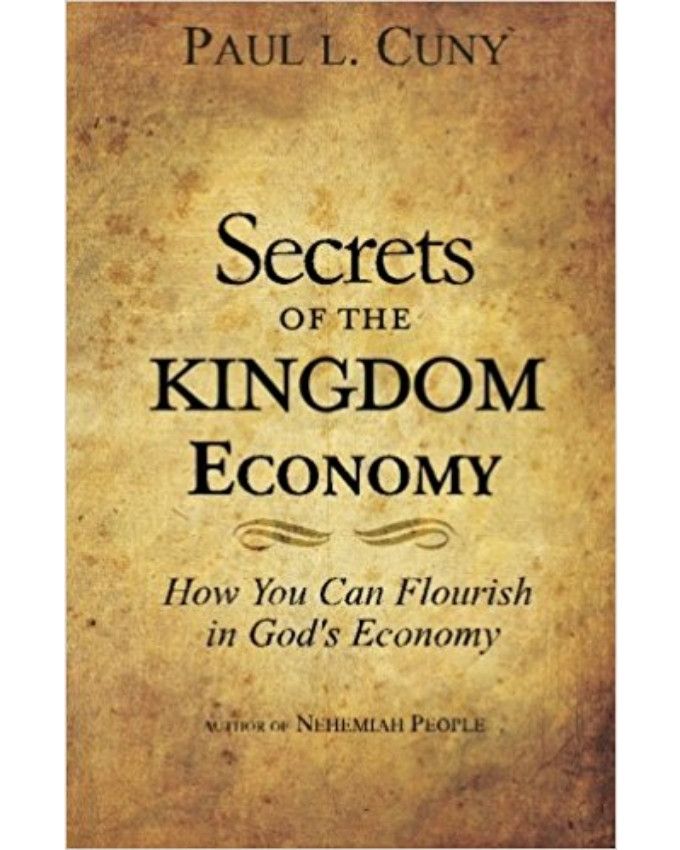 PAUL L. CUNY
Secrets
OF THE
KINGDOM
ECONOMY
How You Can Flourish
in God's Economy
AUTHOR OF NEHEMIAH PEOPLE